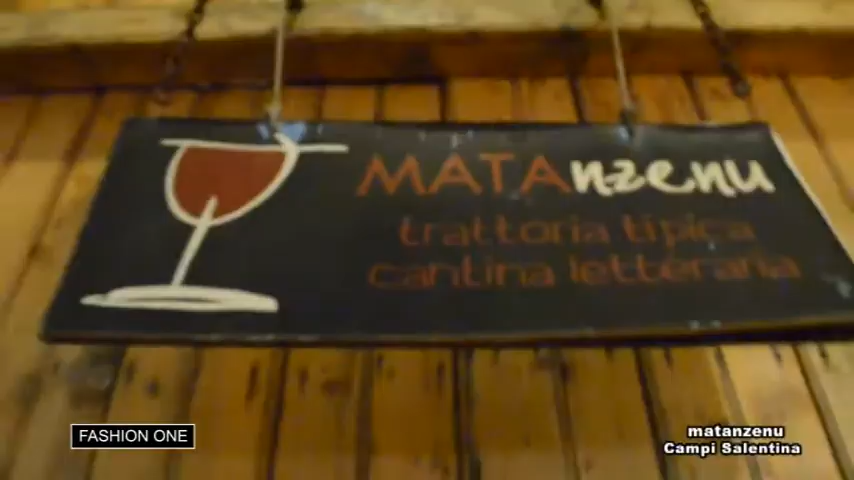 MATAnzenu
trattoria tipica
cantina letteraria
FASHION ONE
matanzenu
Campi Salentina